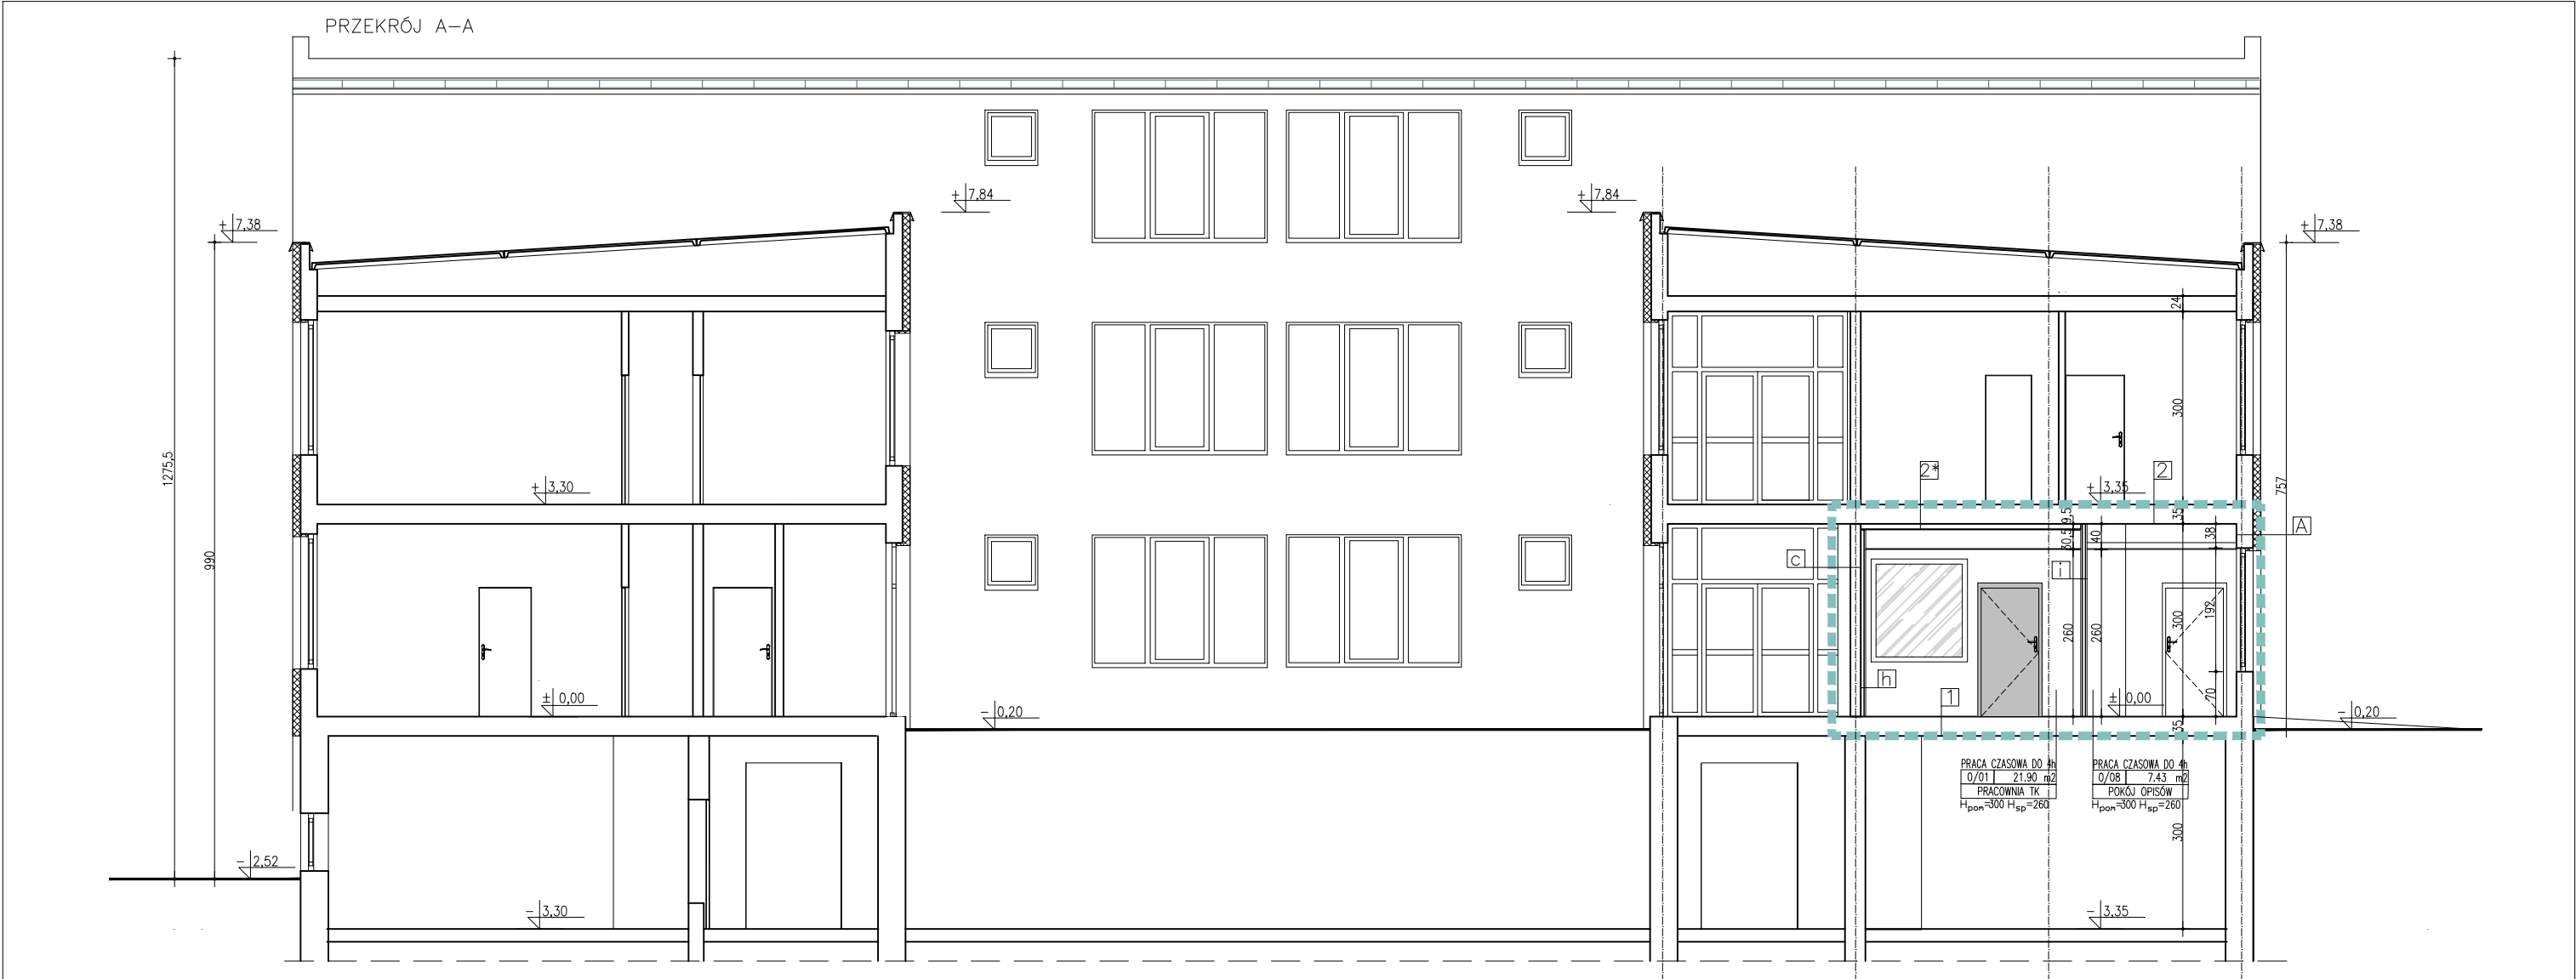 PRZEKRÓJ A-A
+ 7,84
+ 7,84
+ 7,38
+ 7,38
24
1275,5
300
2*
2
757
+ 3,30
+ 3,35
35
9,5
A
990
30,5
40
38
c
i
192
300
260
260
h
1
70
± 0,00
± 0,00
- 0,20
- 0,20
35
PRACA CZASOWA DO 4h
0/01 21.90 m2
PRACOWNIA TK
Hpom=300 Hsp=260
PRACA CZASOWA DO 4h
0/08 7.43 m2
POKÓJ OPISÓW
Hpom=300 Hsp=260
300
- 2,52
- 3,30
- 3,35